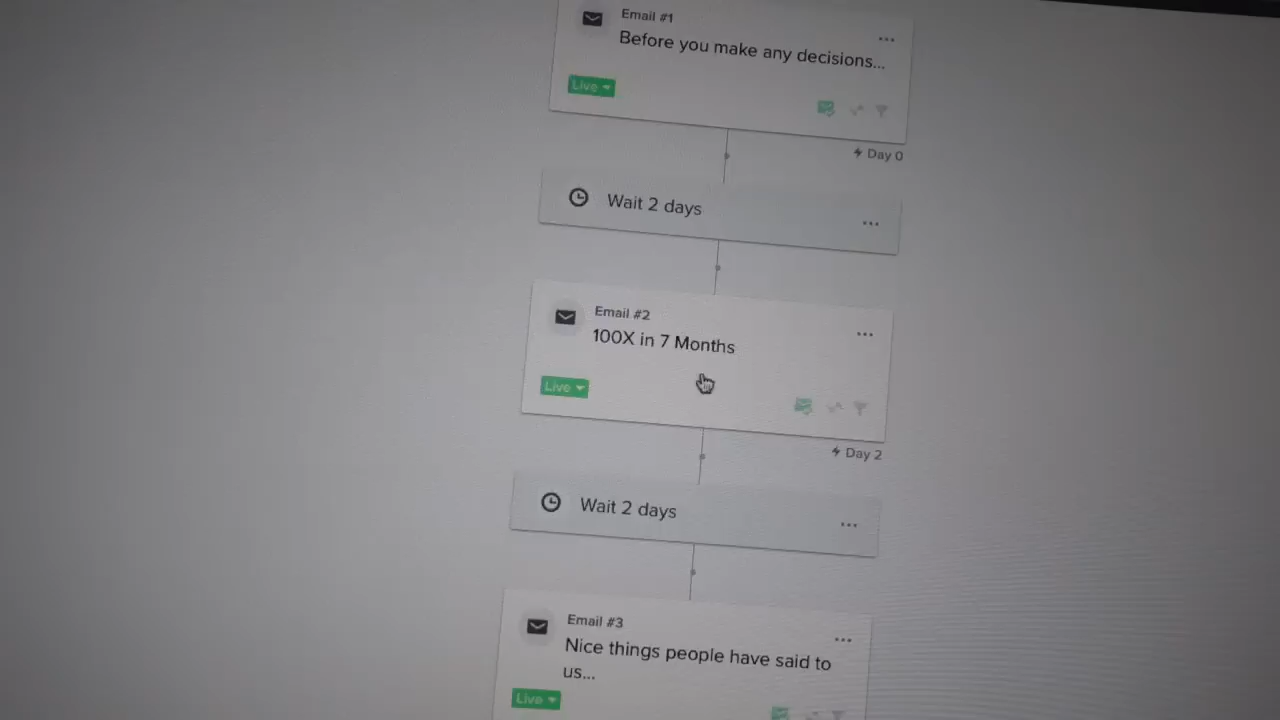 Email #1
Before you make any decisions...
Live
Day 0
Wait 2 days
Email #2
100X in 7 Months
Live
Day 2
Wait 2 days
Email #3
Nice things people have said to
us...
Live